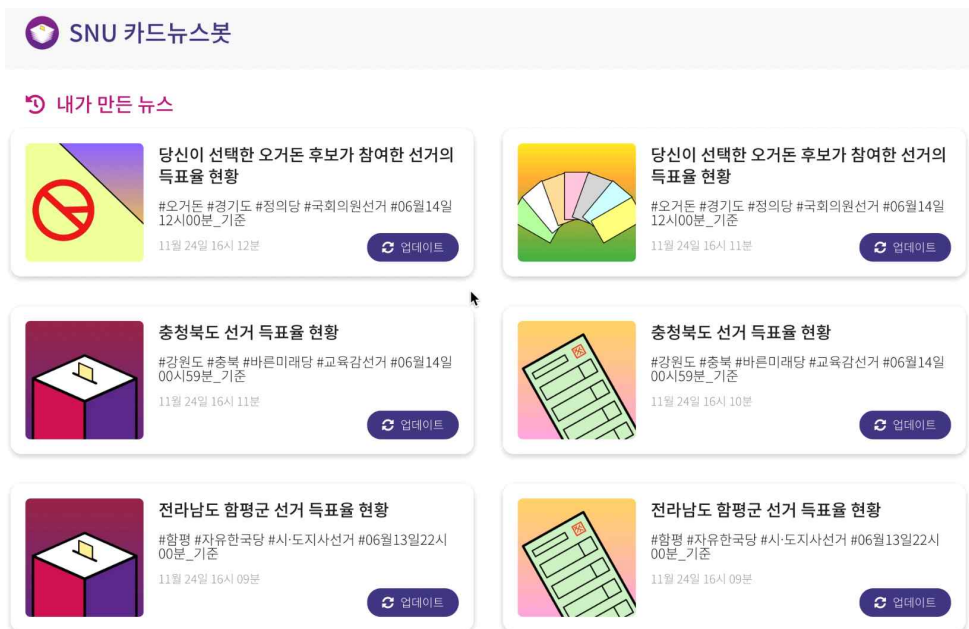 SNU 카드뉴스봇
내가 만든 뉴스
당신이 선택한 오거돈 후보가 참여한 선거의
득표율 현황
#오거돈 #경기도 #정의당 #국회의원선거 #06월14일
12시00분_기준
11월 24일 16시 12분
업데이트
당신이 선택한 오거돈 후보가 참여한 선거의
득표율 현황
#오거돈 #경기도 #정의당 #국회의원선거 #06월14일
12시00분_기준
11월 24일 16시 11분
업데이트
충청북도 선거 득표율 현황
#강원도 #충북 #바른미래당 #교육감선거 #06월14일
00시59분_기준
11월 24일 16시 11분
업데이트
충청북도 선거 득표율 현황
#강원도 #충북 #바른미래당 #교육감선거 #06월14일
00시59분_기준
11월 24일 16시 10분
업데이트
전라남도 함평군 선거 득표율 현황
#함평 #자유한국당 #시·도지사선거 #06월13일22시
00분_기준
11월 24일 16시 09분
업데이트
전라남도 함평군 선거 득표율 현황
#함평 #자유한국당 #시·도지사선거 #06월13일22시
00분_기준
11월 24일 16시 09분
업데이트